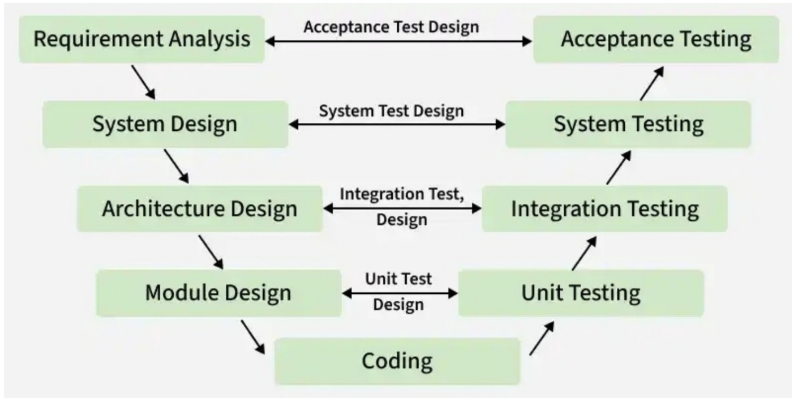 Requirement Analysis
Acceptance Test Design
Acceptance Testing
System Design
System Test Design
System Testing
Architecture Design
Integration Test,
Design
Integration Testing
Module Design
Unit Test
Design
Unit Testing
Coding